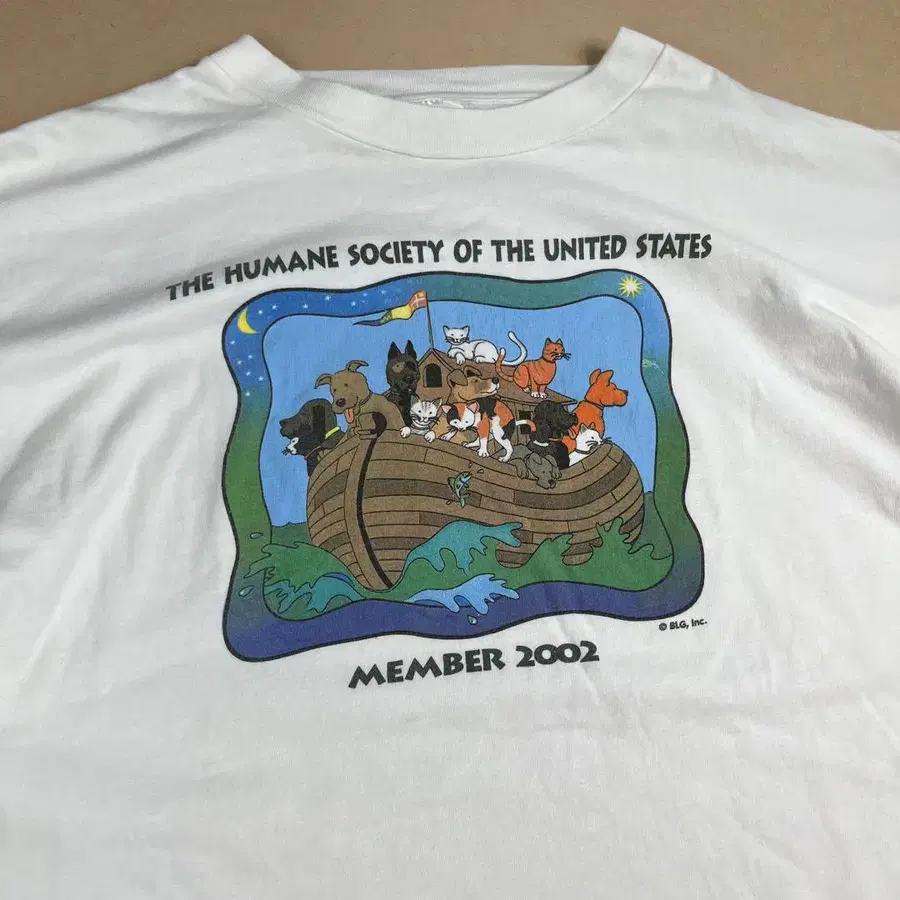 THE HUMANE SOCIETY OF THE UNITED STATES
© BLG, Inc.
MEMBER 2002